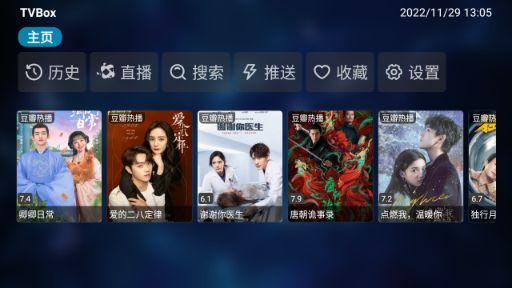 TVBox
2022/11/29 13:05
主页
历史
直播
搜索
推送
收藏
设置
豆瓣热播
豆瓣热播
豆瓣热播
豆瓣热播
豆瓣热播
豆瓣热
日常
谢谢你医生
7.4
6.1
7.9
7.2
6.7
卿卿日常
爱的二八定律
谢谢你医生
唐朝诡事录
点燃我，温暖你
独行月